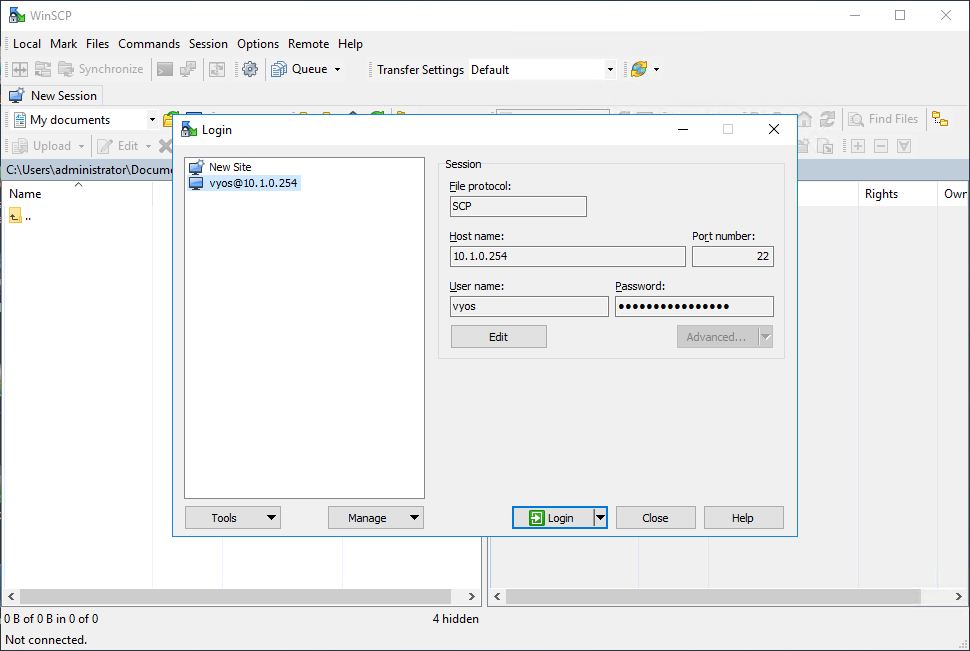 WinSCP
Local Mark Files Commands Session Options Remote Help
Synchronize Queue Transfer Settings Default
New Session
My documents Find Files
Upload Edit
C:\Users\administrator\Docum
Name Rights Own
..
Login
New Site
vyos@10.1.0.254
Session
File protocol:
SCP
Host name: Port number:
10.1.0.254 22
User name: Password:
vyos ●●●●●●●●●●●●●●●●
Edit Advanced...
Tools Manage Login Close Help
0 B of 0 B in 0 of 0 4 hidden
Not connected.